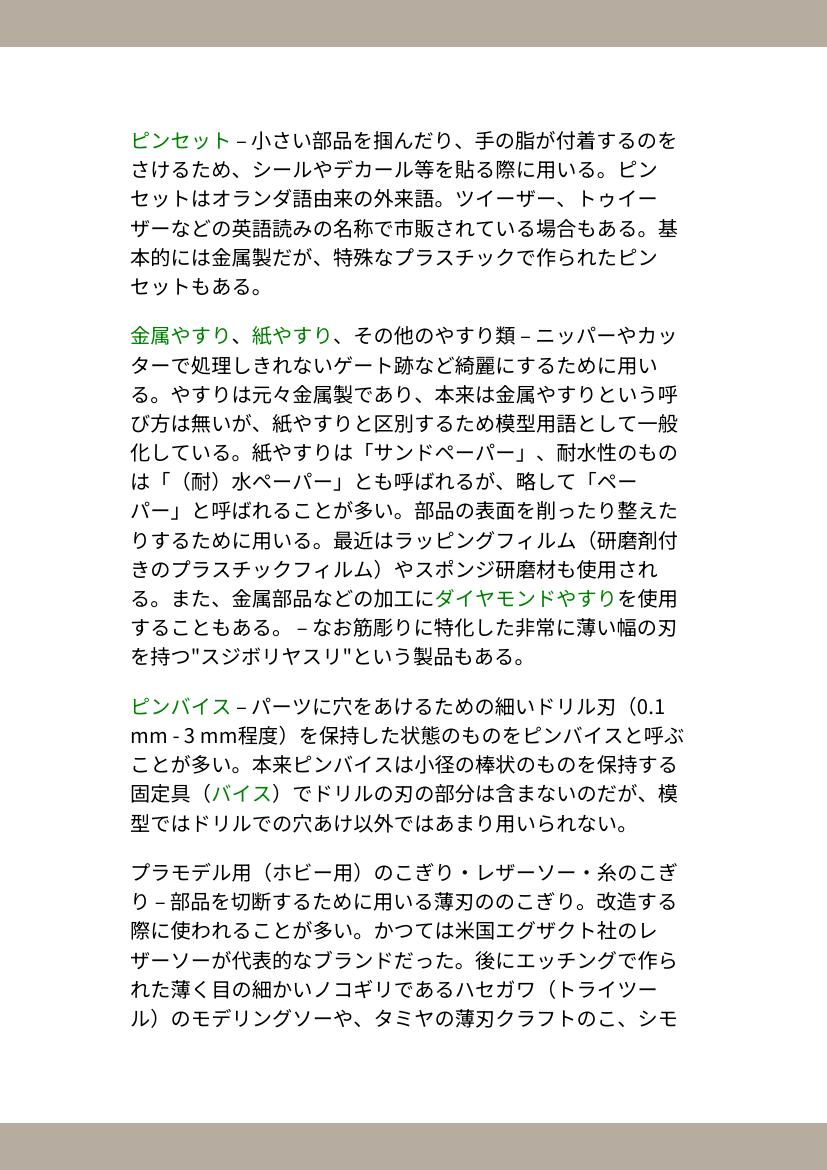 ピンセット – 小さい部品を掴んだり、手の脂が付着するのを
さけるため、シールやデカール等を貼る際に用いる。ピン
セットはオランダ語由来の外来語。ツイーザー、トゥイー
ザーなどの英語読みの名称で市販されている場合もある。基
本的には金属製だが、特殊なプラスチックで作られたピン
セットもある。
金属やすり、紙やすり、その他のやすり類 – ニッパーやカッ
ターで処理しきれないゲート跡など綺麗にするために用い
る。やすりは元々金属製であり、本来は金属やすりという呼
び方は無いが、紙やすりと区別するため模型用語として一般
化している。紙やすりは「サンドペーパー」、耐水性のもの
は「（耐）水ペーパー」とも呼ばれるが、略して「ペー
パー」と呼ばれることが多い。部品の表面を削ったり整えた
りするために用いる。最近はラッピングフィルム（研磨剤付
きのプラスチックフィルム）やスポンジ研磨材も使用され
る。また、金属部品などの加工にダイヤモンドやすりを使用
することもある。 – なお筋彫りに特化した非常に薄い幅の刃
を持つ"スジボリヤスリ"という製品もある。
ピンバイス – パーツに穴をあけるための細いドリル刃（0.1
mm - 3 mm程度）を保持した状態のものをピンバイスと呼ぶ
ことが多い。本来ピンバイスは小径の棒状のものを保持する
固定具（バイス）でドリルの刃の部分は含まないのだが、模
型ではドリルでの穴あけ以外ではあまり用いられない。
プラモデル用（ホビー用）のこぎり・レザーソー・糸のこぎ
り – 部品を切断するために用いる薄刃ののこぎり。改造する
際に使われることが多い。かつては米国エグザクト社のレ
ザーソーが代表的なブランドだった。後にエッチングで作ら
れた薄く目の細かいノコギリであるハセガワ（トライツー
ル）のモデリングソーや、タミヤの薄刃クラフトのこ、シモ